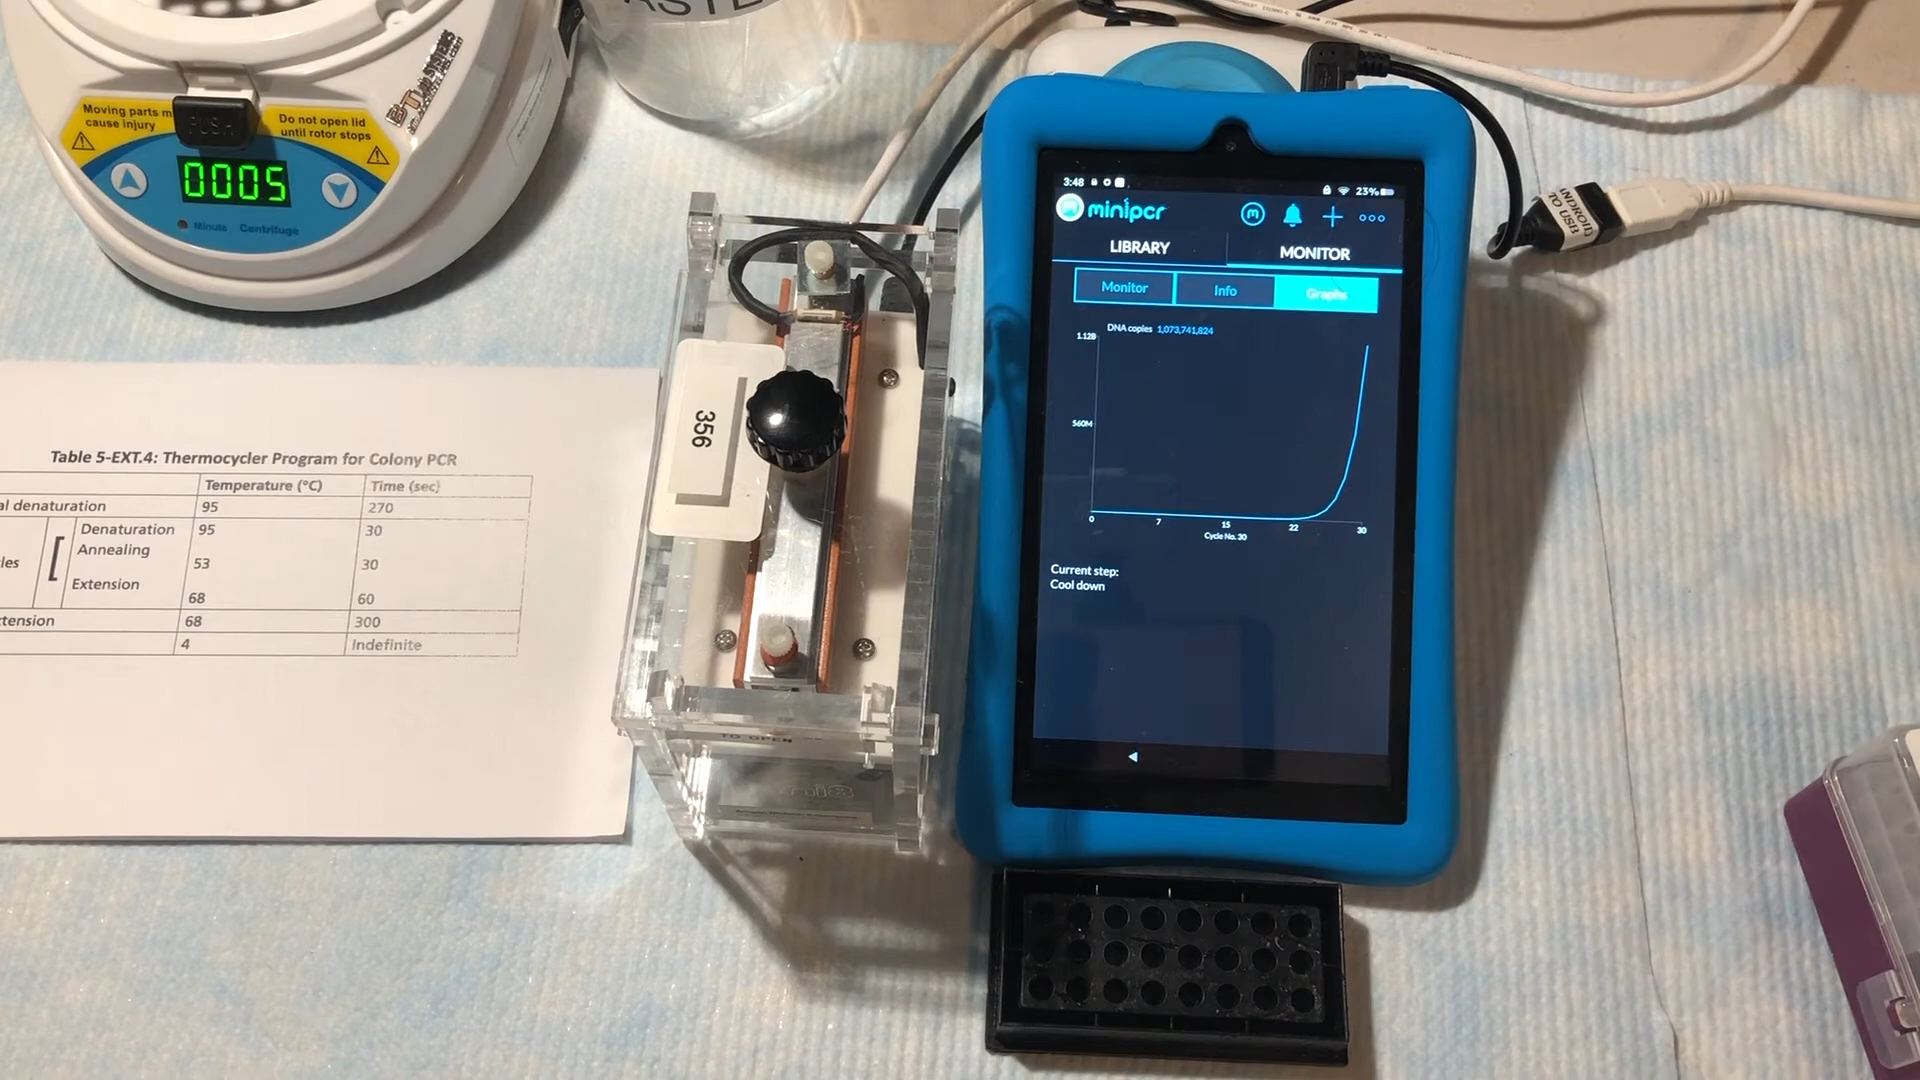 Moving parts m
cause injury
PUSH
Do not open lid
until rotor stops
BT LABSYSTEMS
0005
Minute Centrifuge
356
TO OPEN
ANDROID
TO USB
Table 5-EXT.4: Thermocycler Program for Colony PCR
Temperature (°C) Time (sec)
al denaturation 95 270
Denaturation 95 30
Annealing
les [ 53 30
Extension
68 60
tension 68 300
4 Indefinite
3:48 23%
m minipcr m
LIBRARY MONITOR
Monitor Info Graphs
DNA copies 1,073,741,824
1.12B
560M
0 7 15 22 30
Cycle No. 30
Current step:
Cool down